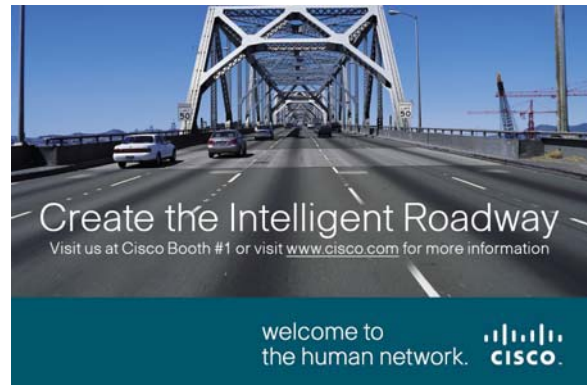 50
50
Create the Intelligent Roadway
Visit us at Cisco Booth #1 or visit www.cisco.com for more information
welcome to
the human network.
CISCO.